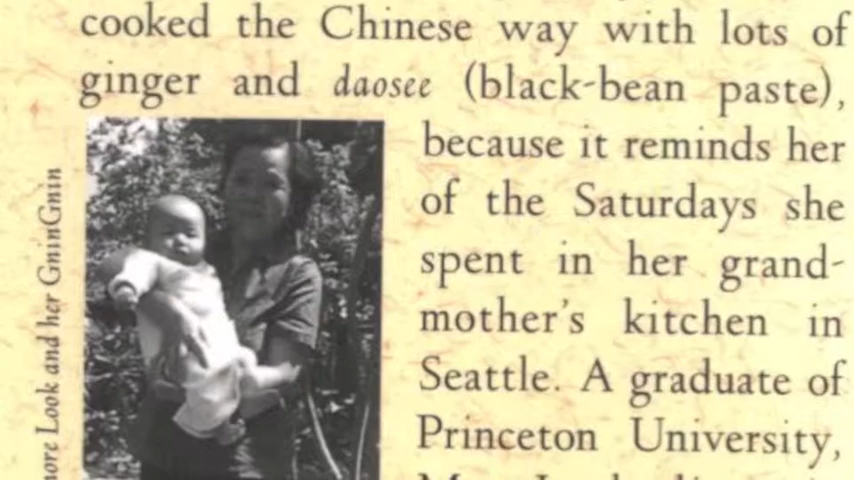 cooked the Chinese way with lots of
ginger and daosee (black-bean paste),
because it reminds her
of the Saturdays she
spent in her grand-
mother's kitchen in
Seattle. A graduate of
Princeton University,
Look and her GninGnin